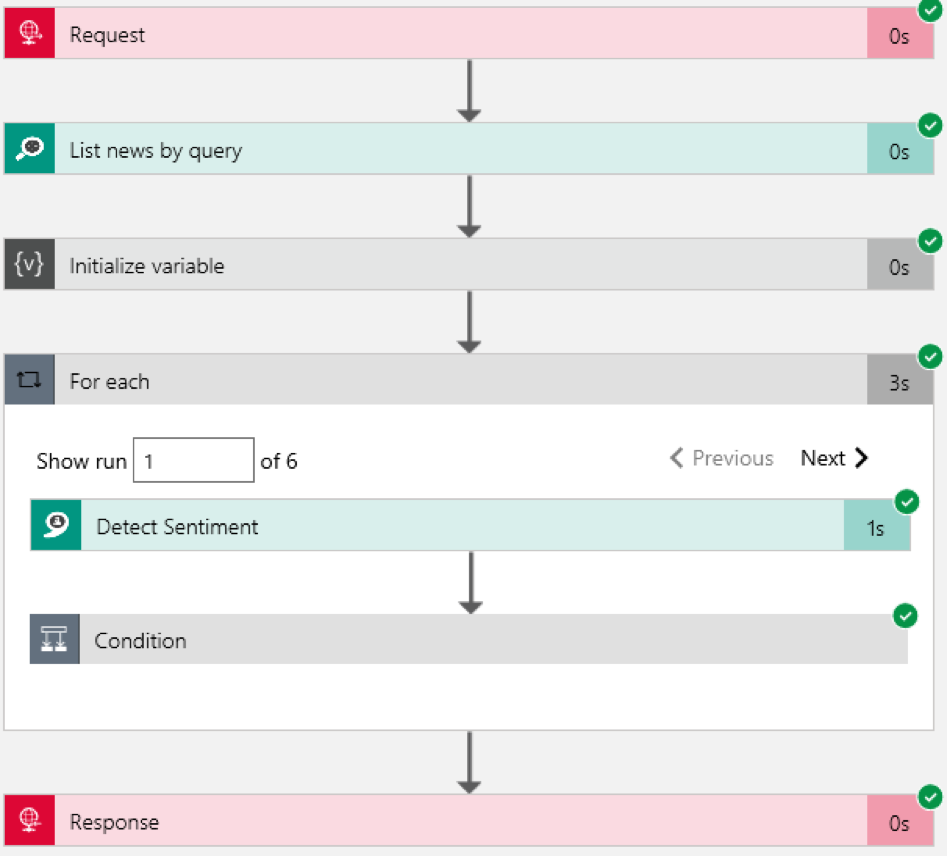 Request 0s
List news by query 0s
{v} Initialize variable 0s
For each 3s
Show run 1 of 6 Previous Next
Detect Sentiment 1s
Condition
Response 0s